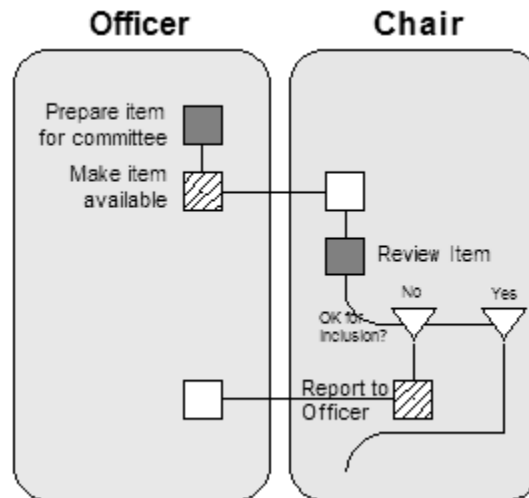 Officer
Chair
Prepare item
for committee
Make item
available
Review Item
No
Yes
OK for
Inclusion?
Report to
Officer